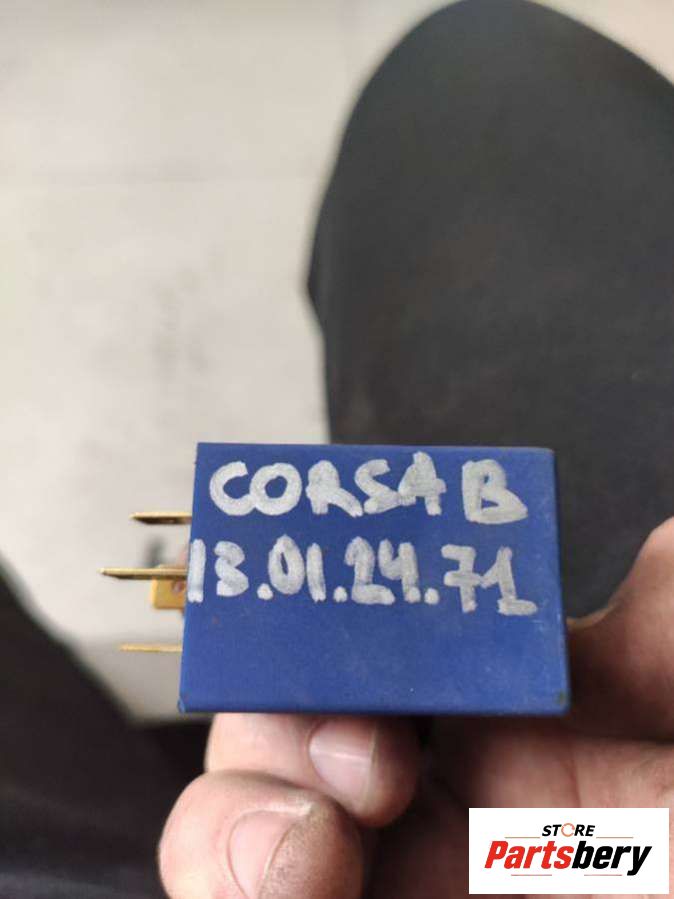 CORSA B
13.01.24.71
STORE
Partsbery